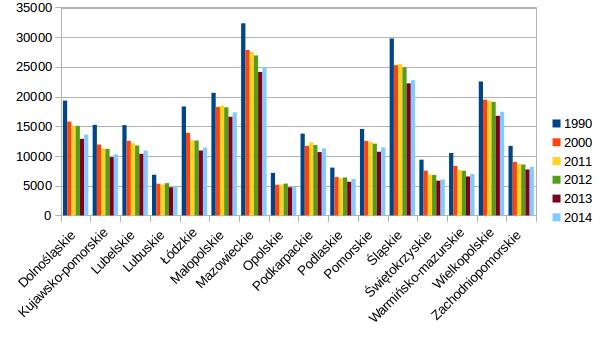 35000
30000
25000
20000
15000
10000
5000
0
1990
2000
2011
2012
2013
2014
Dolnośląskie
Kujawsko-pomorskie
Lubelskie
Lubuskie
Łódzkie
Małopolskie
Mazowieckie
Opolskie
Podkarpackie
Podlaskie
Pomorskie
Śląskie
Świętokrzyskie
Warmińsko-mazurskie
Wielkopolskie
Zachodniopomorskie